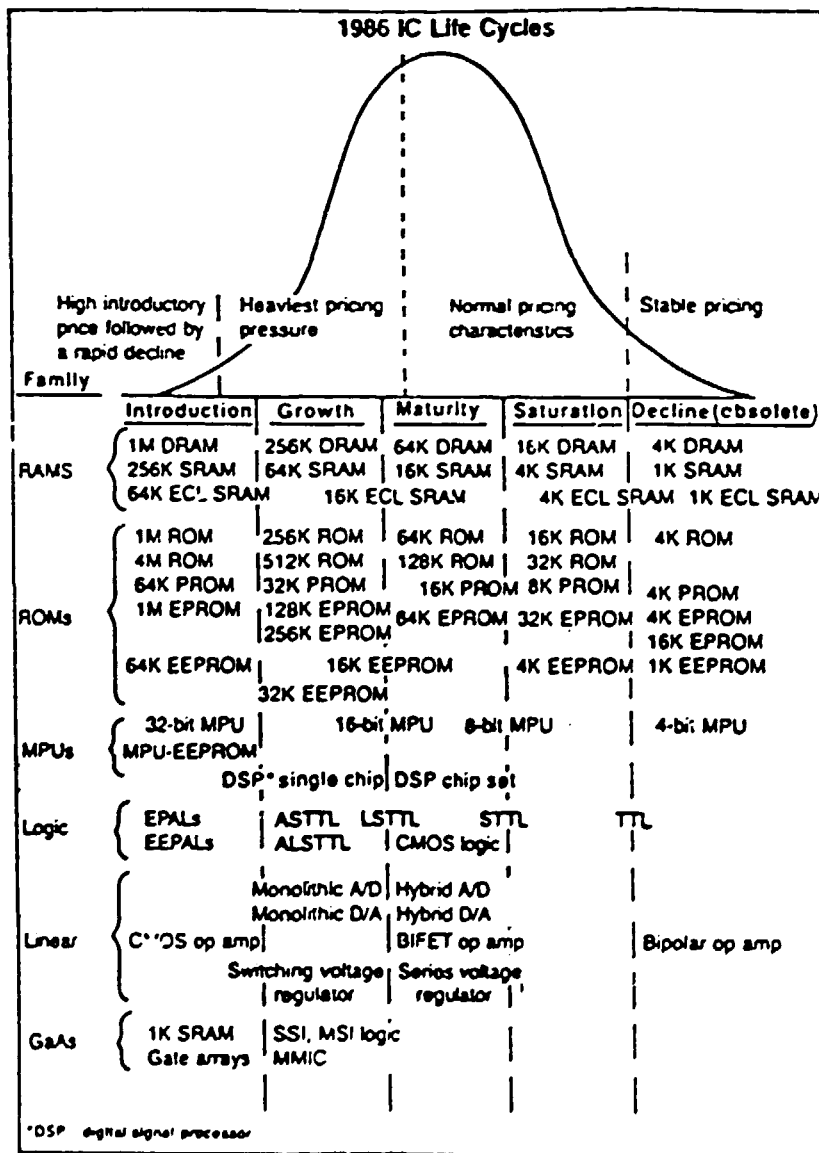 1986 IC Life Cycles
High introductory Heaviest pricing Normal pricing Stable pricing
price followed by pressure characteristics
a rapid decline
Family
Introduction Growth Maturity Saturation Decline (obsolete)
RAMS
1M DRAM 256K DRAM 64K DRAM 16K DRAM 4K DRAM
256K SRAM 64K SRAM 16K SRAM 4K SRAM 1K SRAM
64K ECL SRAM 16K ECL SRAM 4K ECL SRAM 1K ECL SRAM
ROMs
1M ROM 256K ROM 64K ROM 16K ROM 4K ROM
4M ROM 512K ROM 128K ROM 32K ROM
64K PROM 32K PROM 16K PROM 8K PROM 4K PROM
1M EPROM 128K EPROM 64K EPROM 32K EPROM 4K EPROM
256K EPROM 16K EPROM
64K EEPROM 16K EEPROM 4K EEPROM 1K EEPROM
32K EEPROM
MPUs
32-bit MPU 16-bit MPU 8-bit MPU 4-bit MPU
MPU-EEPROM
DSP* single chip DSP chip set
Logic
EPALs ASTTL LSTTL STTL TTL
EEPALs ALSTTL CMOS logic
Linear
Monolithic A/D Hybrid A/D
Monolithic D/A Hybrid D/A
CMOS op amp BIFET op amp Bipolar op amp
Switching voltage Series voltage
regulator regulator
GaAs
1K SRAM SSI, MSI logic
Gate arrays MMIC
*DSP digital signal processor